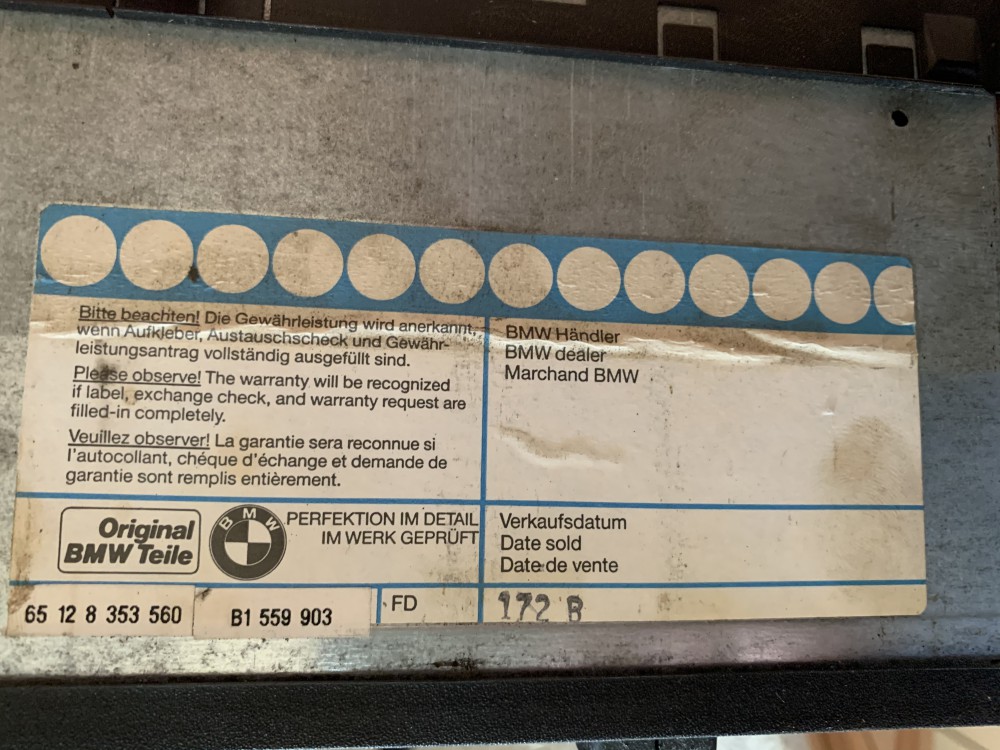 Bitte beachten! Die Gewährleistung wird anerkannt,
wenn Aufkleber, Austauschscheck und Gewähr-
leistungsantrag vollständig ausgefüllt sind.
Please observe! The warranty will be recognized
if label, exchange check, and warranty request are
filled-in completely.
Veuillez observer! La garantie sera reconnue si
l'autocollant, chéque d'échange et demande de
garantie sont remplis entièrement.
BMW Händler
BMW dealer
Marchand BMW
Original
BMW Teile
BMW
PERFEKTION IM DETAIL
IM WERK GEPRÜFT
Verkaufsdatum
Date sold
Date de vente
65 12 8 353 560
B1 559 903
FD
172 B